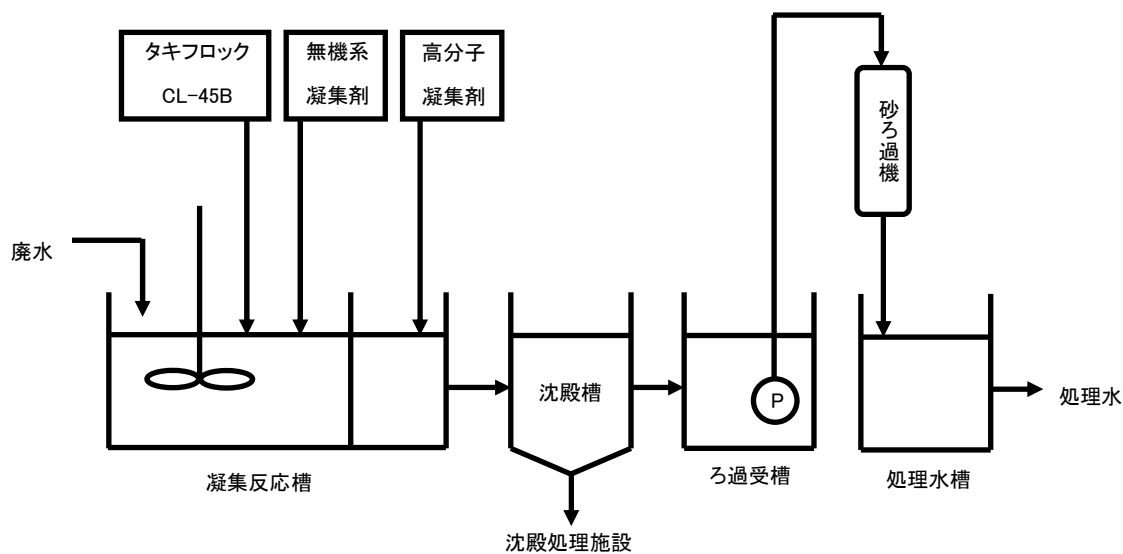 タキフロック
CL-45B
無機系
凝集剤
高分子
凝集剤
砂ろ過機
廃水
沈殿槽
P
処理水
凝集反応槽
ろ過受槽
処理水槽
沈殿処理施設